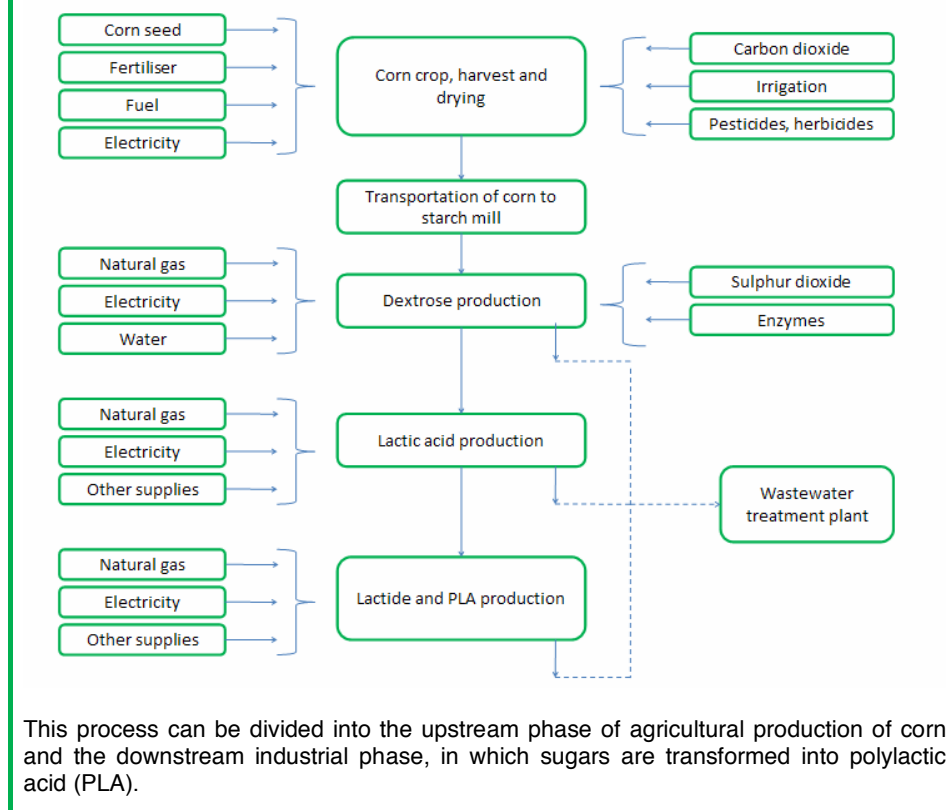 Corn seed
Fertiliser
Fuel
Electricity
Corn crop, harvest and
drying
Carbon dioxide
Irrigation
Pesticides, herbicides
Transportation of corn to
starch mill
Natural gas
Electricity
Water
Dextrose production
Sulphur dioxide
Enzymes
Natural gas
Electricity
Other supplies
Lactic acid production
Wastewater
treatment plant
Natural gas
Electricity
Other supplies
Lactide and PLA production
This process can be divided into the upstream phase of agricultural production of corn
and the downstream industrial phase, in which sugars are transformed into polylactic
acid (PLA).